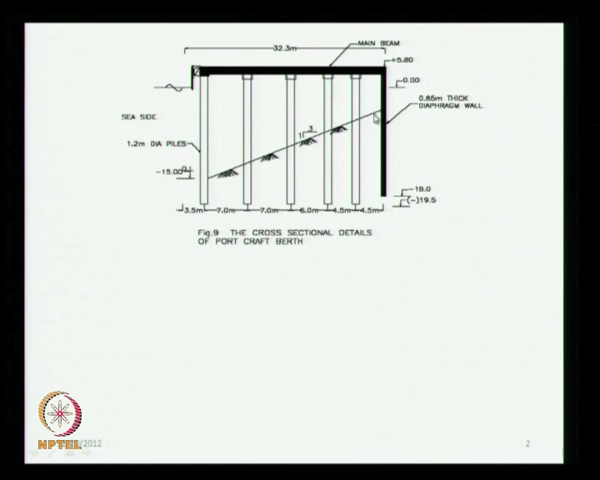 32.3m
MAIN BEAM
+5.80
0.00
0.85m THICK
DIAPHRAGM WALL
SEA SIDE
1.2m DIA PILES
3
1
-15.00
-18.0
(-)19.5
3.5m 7.0m 7.0m 6.0m 4.5m 4.5m
Fig.9 THE CROSS SECTIONAL DETAILS
OF PORT CRAFT BERTH
NPTEL
/2012
2